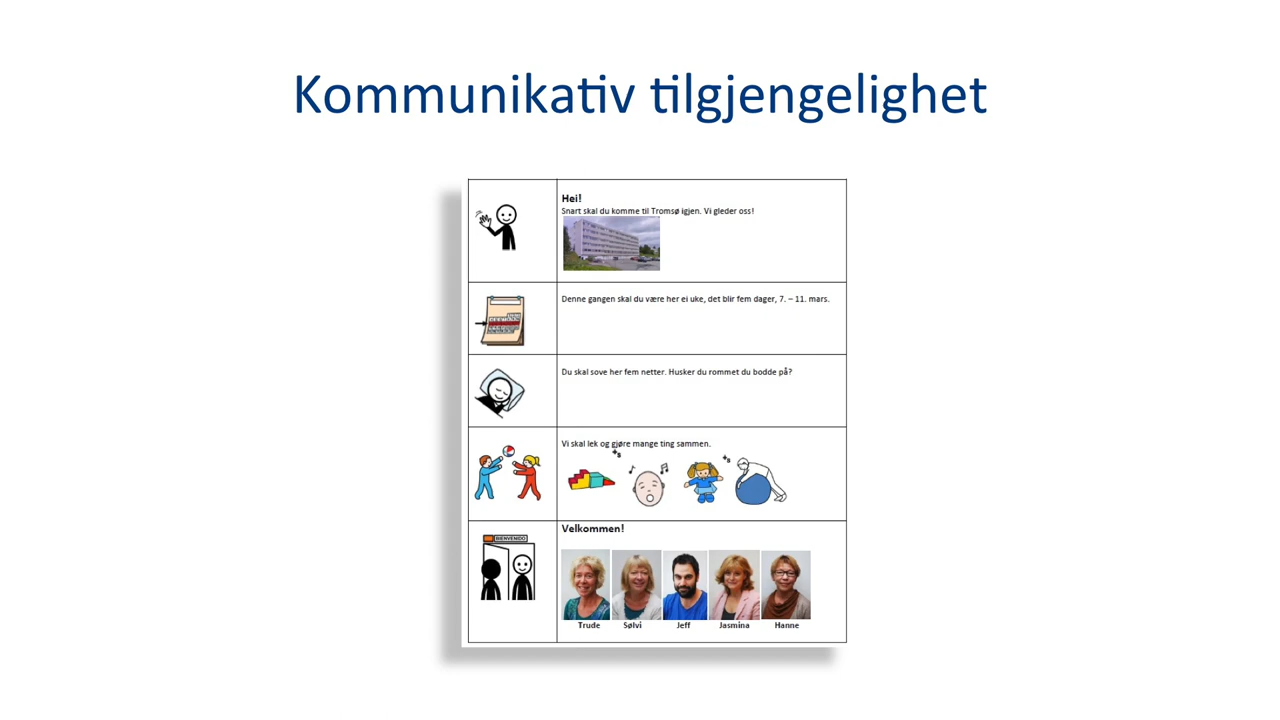 Kommunikativ tilgjengelighet
Hei!
Snart skal du komme til Tromsø igjen. Vi gleder oss!
Denne gangen skal du være her ei uke, det blir fem dager, 7. – 11. mars.
Du skal sove her fem netter. Husker du rommet du bodde på?
Vi skal lek og gjøre mange ting sammen.
+s
+s
Velkommen!
BIENVENIDO
Trude Sølvi Jeff Jasmina Hanne